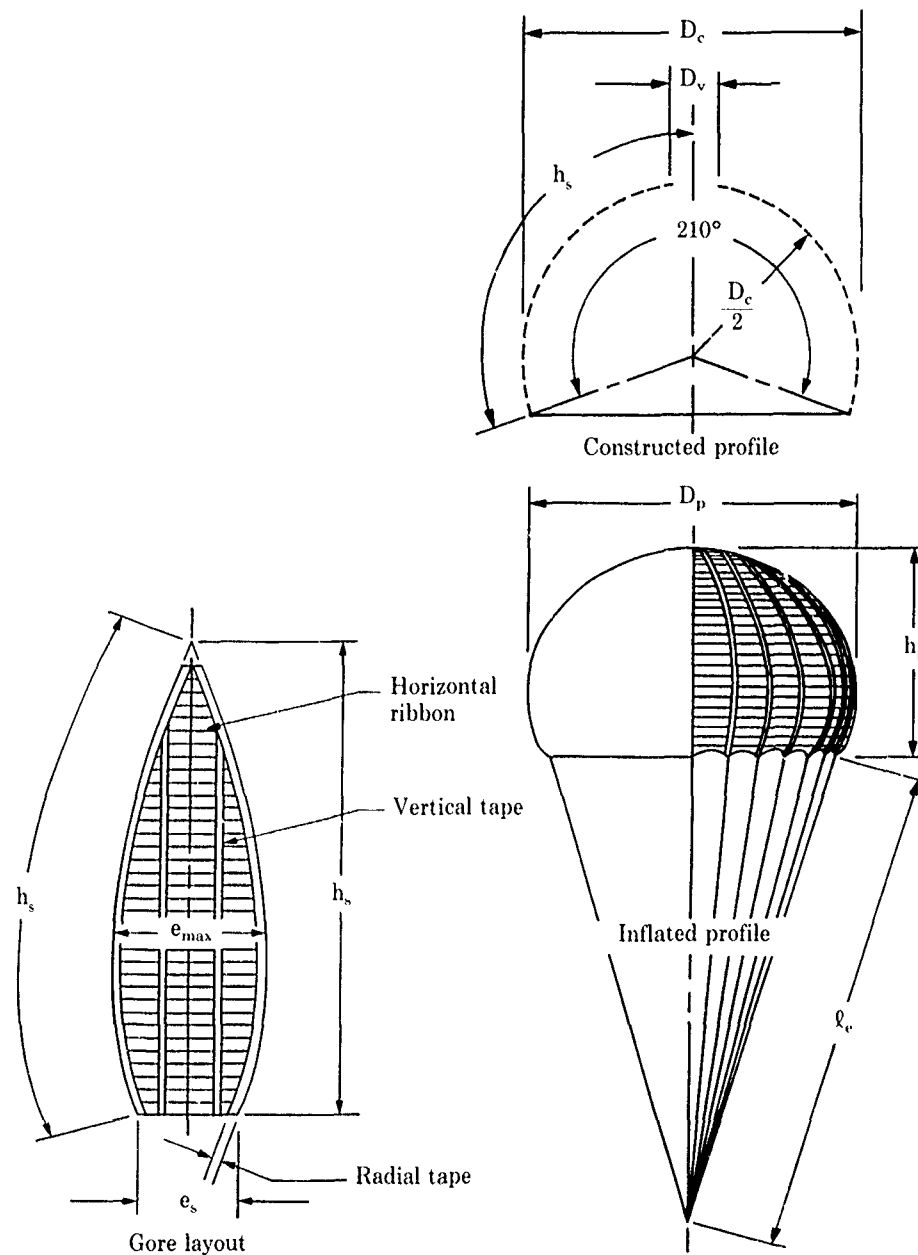 D_c
D_v
h_s
210°
D_c
2
Constructed profile
D_p
h
Horizontal
ribbon
Vertical tape
h_s
h_s
e_max
Inflated profile
ℓ_e
Radial tape
e_s
Gore layout